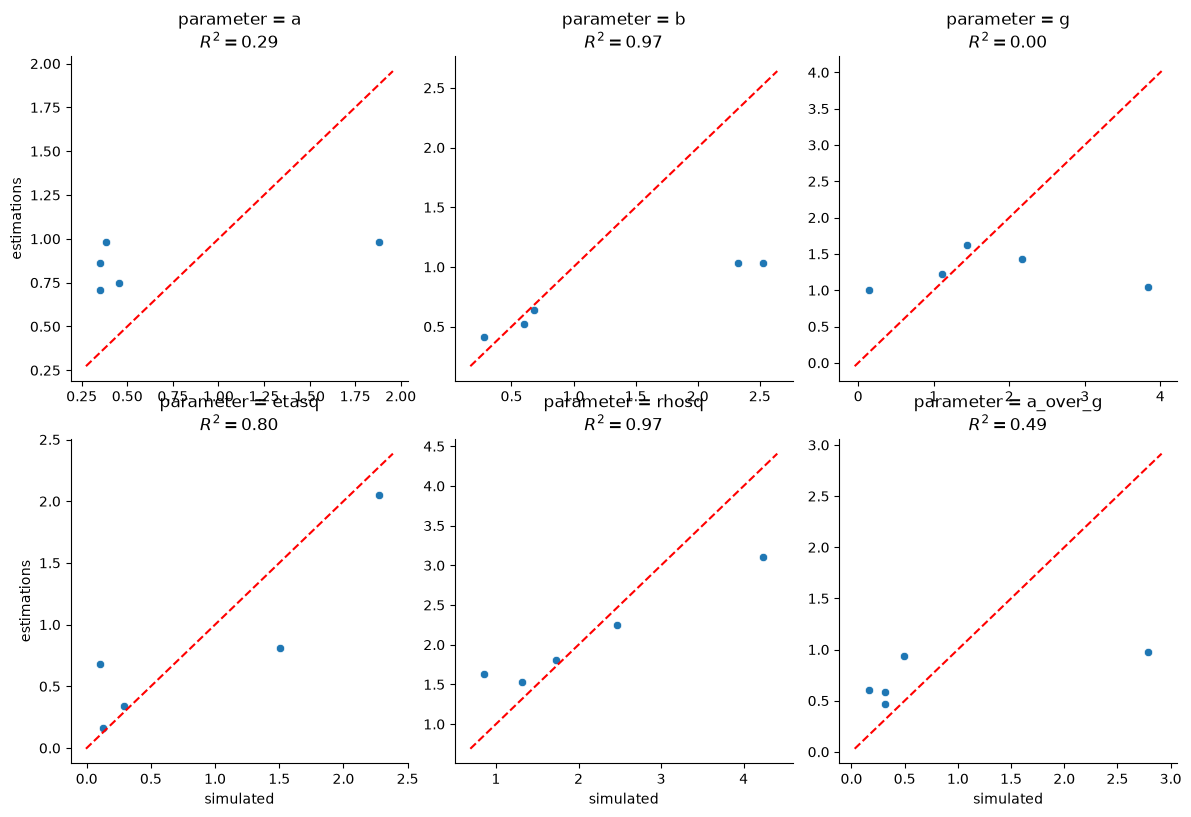 parameter = a
R² = 0.29
parameter = b
R² = 0.97
parameter = g
R² = 0.00
2.00
1.75
1.50
1.25
1.00
0.75
0.50
0.25
estimations
0.25 0.50 0.75 1.00 1.25 1.50 1.75 2.00
2.5
2.0
1.5
1.0
0.5
0.5 1.0 1.5 2.0 2.5
4.0
3.5
3.0
2.5
2.0
1.5
1.0
0.5
0.0
0 1 2 3 4
parameter = etasq
R² = 0.80
parameter = rhosq
R² = 0.97
parameter = a_over_g
R² = 0.49
2.5
2.0
1.5
1.0
0.5
0.0
estimations
0.0 0.5 1.0 1.5 2.0 2.5
simulated
4.5
4.0
3.5
3.0
2.5
2.0
1.5
1.0
1 2 3 4
simulated
3.0
2.5
2.0
1.5
1.0
0.5
0.0
0.0 0.5 1.0 1.5 2.0 2.5 3.0
simulated